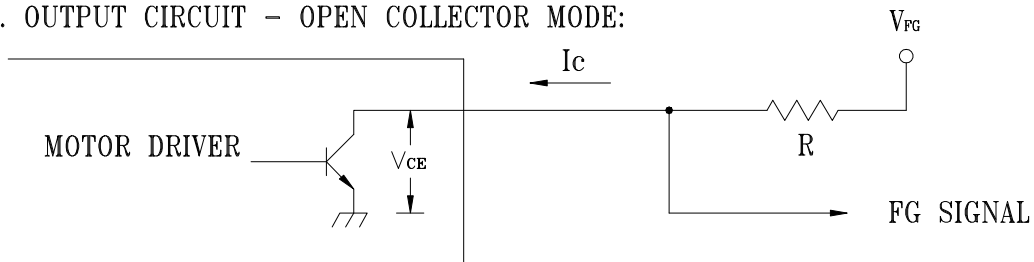 . OUTPUT CIRCUIT - OPEN COLLECTOR MODE:
VFG
Ic
MOTOR DRIVER
VCE
R
FG SIGNAL